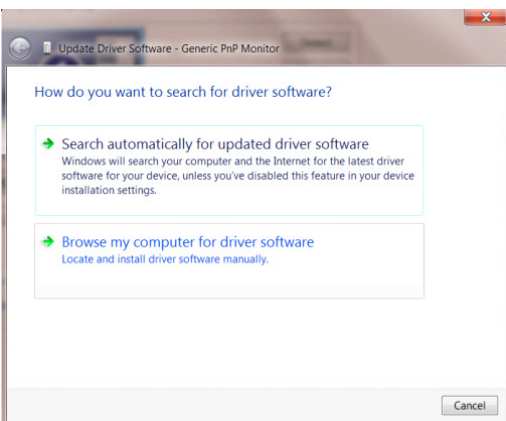 Update Driver Software - Generic PnP Monitor
How do you want to search for driver software?
Search automatically for updated driver software
Windows will search your computer and the Internet for the latest driver
software for your device, unless you've disabled this feature in your device
installation settings.
Browse my computer for driver software
Locate and install driver software manually.
Cancel